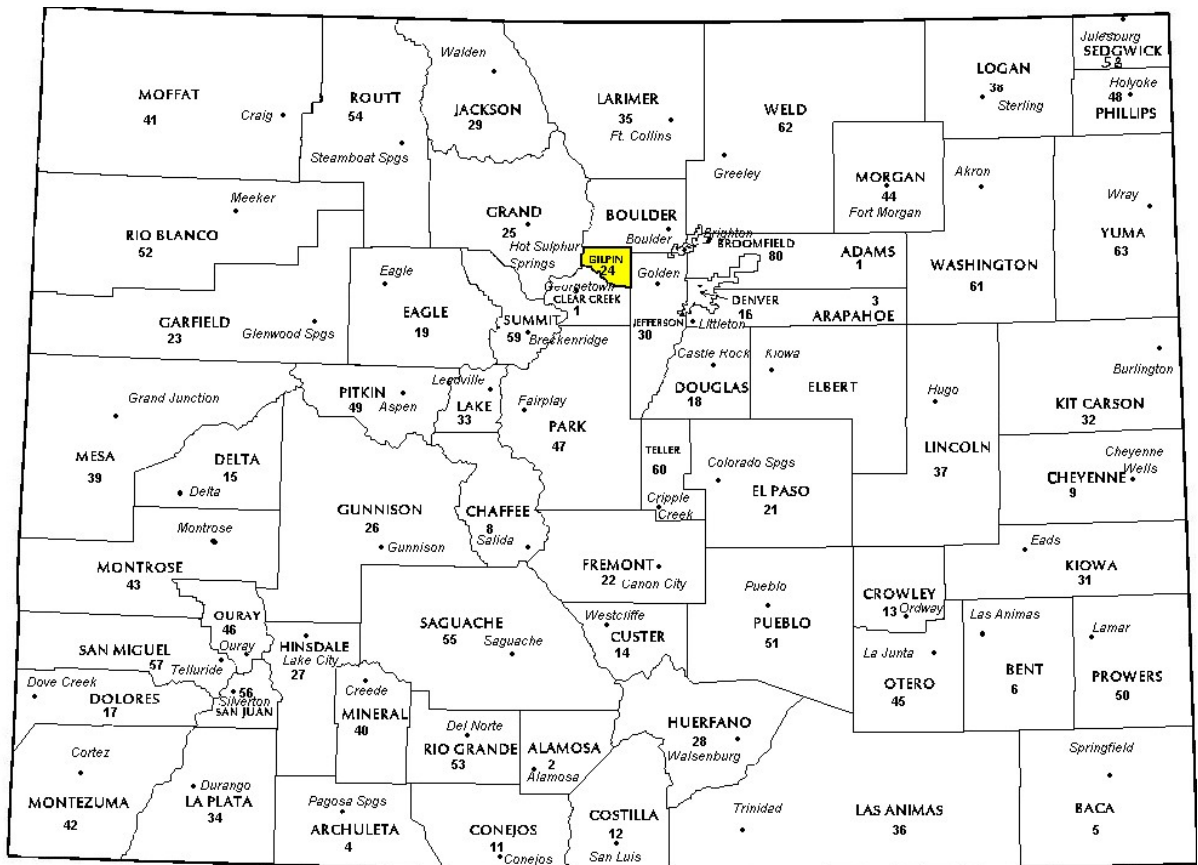 Walden
JACKSON
29
MOFFAT
41
Craig
ROUTT
54
Steamboat Spgs
LARIMER
35
Ft. Collins
WELD
62
Greeley
LOGAN
38
Sterling
Julesburg
SEDGWICK
58
Holyoke
48
PHILLIPS
MORGAN
44
Fort Morgan
Akron
WASHINGTON
61
Wray
YUMA
63
Meeker
RIO BLANCO
52
GRAND
25
Hot Sulphur
Springs
BOULDER
Boulder
Brighton
BROOMFIELD
80
ADAMS
1
GILPIN
24
Golden
Georgetown
CLEAR CREEK
1
JEFFERSON
30
DENVER
16
3
ARAPAHOE
Littleton
Eagle
EAGLE
19
SUMMIT
59
Breckenridge
GARFIELD
23
Glenwood Spgs
Castle Rock
DOUGLAS
18
Kiowa
ELBERT
Hugo
LINCOLN
37
Burlington
KIT CARSON
32
Grand Junction
MESA
39
PITKIN
49
Aspen
Leadville
LAKE
33
Fairplay
PARK
47
TELLER
60
Cripple
Creek
Colorado Spgs
EL PASO
21
Cheyenne
Wells
CHEYENNE
9
DELTA
15
Delta
GUNNISON
26
Gunnison
CHAFFEE
8
Salida
Montrose
MONTROSE
43
FREMONT
22
Canon City
Pueblo
PUEBLO
51
CROWLEY
13
Ordway
Eads
KIOWA
31
OURAY
46
Ouray
SAN MIGUEL
57
Telluride
HINSDALE
Lake City
27
SAGUACHE
55
Saguache
Westcliffe
CUSTER
14
La Junta
OTERO
45
Las Animas
BENT
6
Lamar
PROWERS
50
Dove Creek
DOLORES
17
56
Silverton
SAN JUAN
Creede
MINERAL
40
Del Norte
RIO GRANDE
53
ALAMOSA
2
Alamosa
HUERFANO
28
Walsenburg
Cortez
MONTEZUMA
42
Durango
LA PLATA
34
Pagosa Spgs
ARCHULETA
4
CONEJOS
11
Conejos
COSTILLA
12
San Luis
Trinidad
LAS ANIMAS
36
Springfield
BACA
5